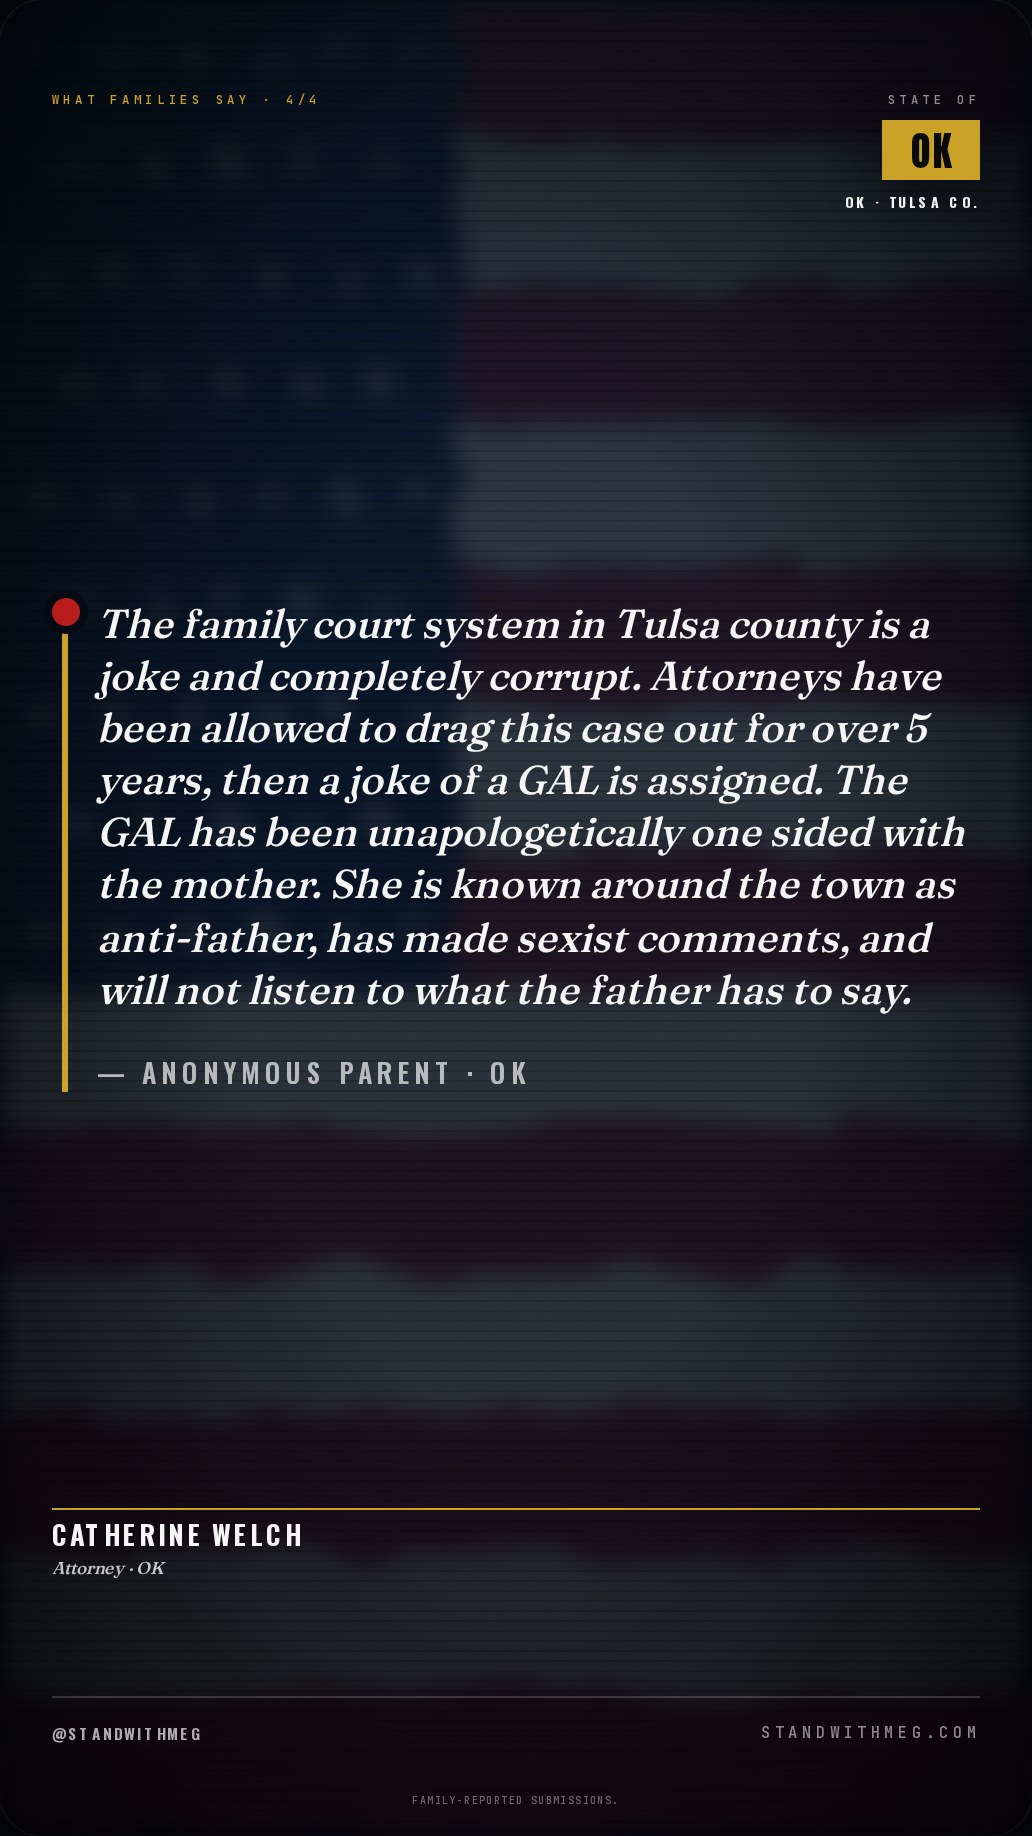 WHAT FAMILIES SAY · 4/4
STATE OF
OK
OK · TULSA CO.
The family court system in Tulsa county is a
joke and completely corrupt. Attorneys have
been allowed to drag this case out for over 5
years, then a joke of a GAL is assigned. The
GAL has been unapologetically one sided with
the mother. She is known around the town as
anti-father, has made sexist comments, and
will not listen to what the father has to say.
— ANONYMOUS PARENT · OK
CATHERINE WELCH
Attorney · OK
@STANDWITHMEG
STANDWITHMEG.COM
FAMILY-REPORTED SUBMISSIONS.